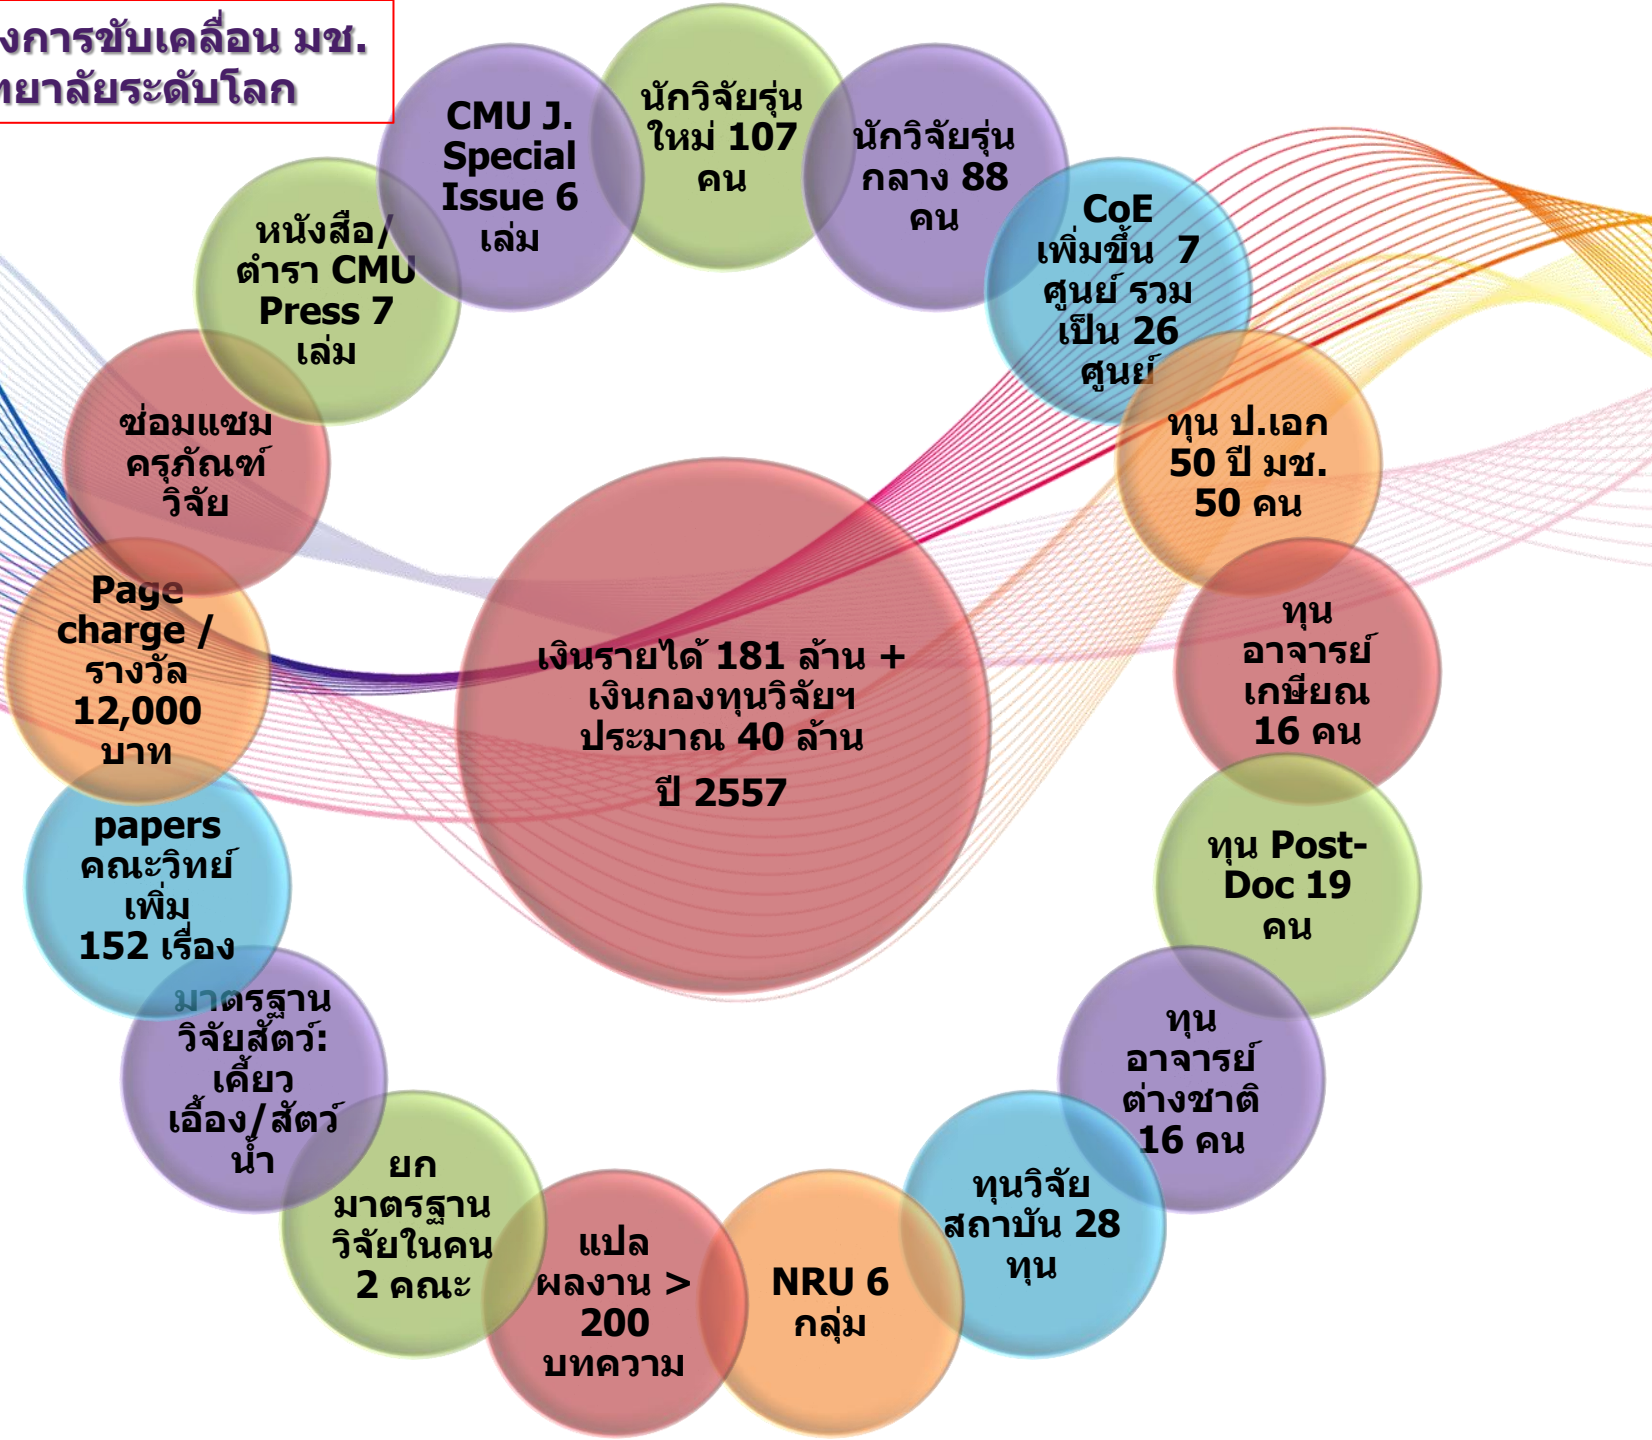 งการขับเคลื่อน มช.
ทยาลัยระดับโลก
นักวิจัยรุ่น
ใหม่ 107
คน
นักวิจัยรุ่น
กลาง 88
คน
CoE
เพิ่มขึ้น 7
ศูนย์ รวม
เป็น 26
ศูนย์
ทุน ป.เอก
50 ปี มช.
50 คน
ทุน
อาจารย์
เกษียณ
16 คน
ทุน Post-
Doc 19
คน
ทุน
อาจารย์
ต่างชาติ
16 คน
ทุนวิจัย
สถาบัน 28
ทุน
NRU 6
กลุ่ม
แปล
ผลงาน >
200
บทความ
ยก
มาตรฐาน
วิจัยในคน
2 คณะ
มาตรฐาน
วิจัยสัตว์:
เคี้ยว
เอื้อง/สัตว์
น้ำ
papers
คณะวิทย์
เพิ่ม
152 เรื่อง
Page
charge /
รางวัล
12,000
บาท
ซ่อมแซม
ครุภัณฑ์
วิจัย
หนังสือ/
ตำรา CMU
Press 7
เล่ม
CMU J.
Special
Issue 6
เล่ม
เงินรายได้ 181 ล้าน +
เงินกองทุนวิจัยฯ
ประมาณ 40 ล้าน
ปี 2557